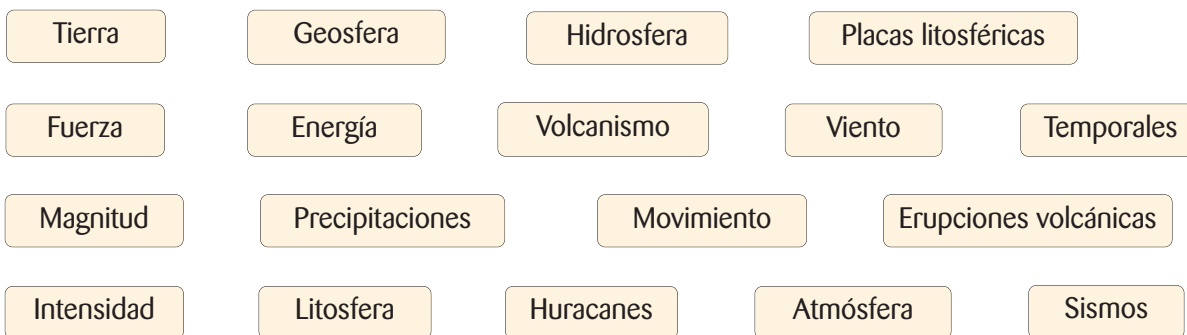 Tierra Geosfera Hidrosfera Placas litosféricas
Fuerza Energía Volcanismo Viento Temporales
Magnitud Precipitaciones Movimiento Erupciones volcánicas
Intensidad Litosfera Huracanes Atmósfera Sismos